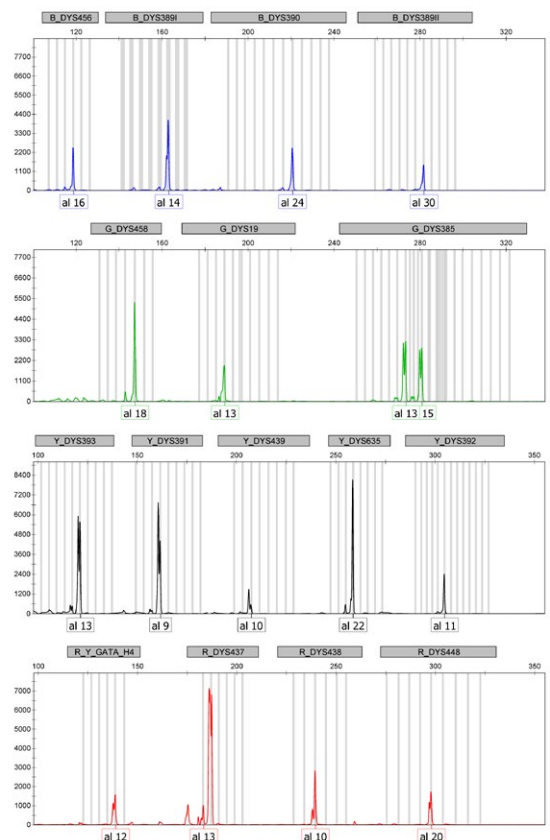 B_DYS456 B_DYS389I B_DYS390 B_DYS389II
120 160 200 240 280 320
7700
6600
5500
4400
3300
2200
1100
0
al 16 al 14 al 24 al 30
G_DYS458 G_DYS19 G_DYS385
120 160 200 240 280 320
7700
6600
5500
4400
3300
2200
1100
0
al 18 al 13 al 13 15
Y_DYS393 Y_DYS391 Y_DYS439 Y_DYS635 Y_DYS392
100 150 200 250 300 350
8400
7200
6000
4800
3600
2400
1200
0
al 13 al 9 al 10 al 22 al 11
R_Y_GATA_H4 R_DYS437 R_DYS438 R_DYS448
100 150 200 250 300 350
7000
6000
5000
4000
3000
2000
1000
0
al 12 al 13 al 10 al 20